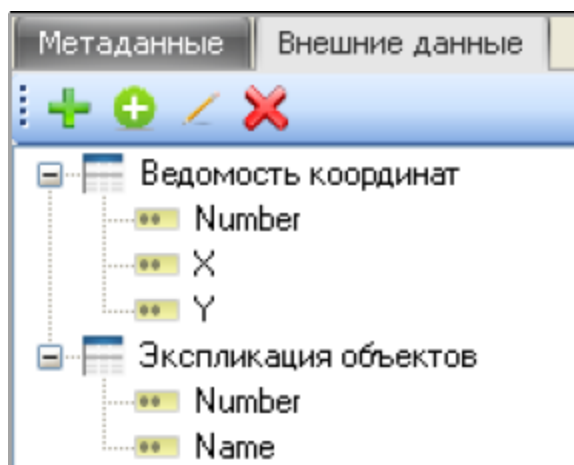 Метаданные Внешние данные
Ведомость координат
Number
X
Y
Экспликация объектов
Number
Name